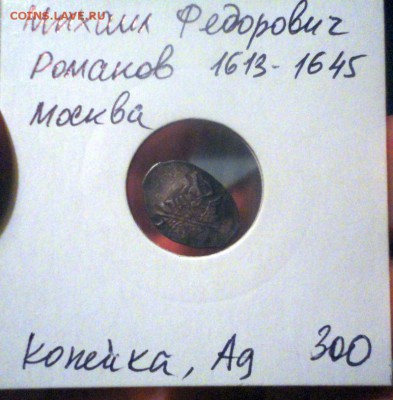 COINS.LAVE.RU
Михаил Федорович
Романов 1613-1645
Москва
Копейка, Ag 300